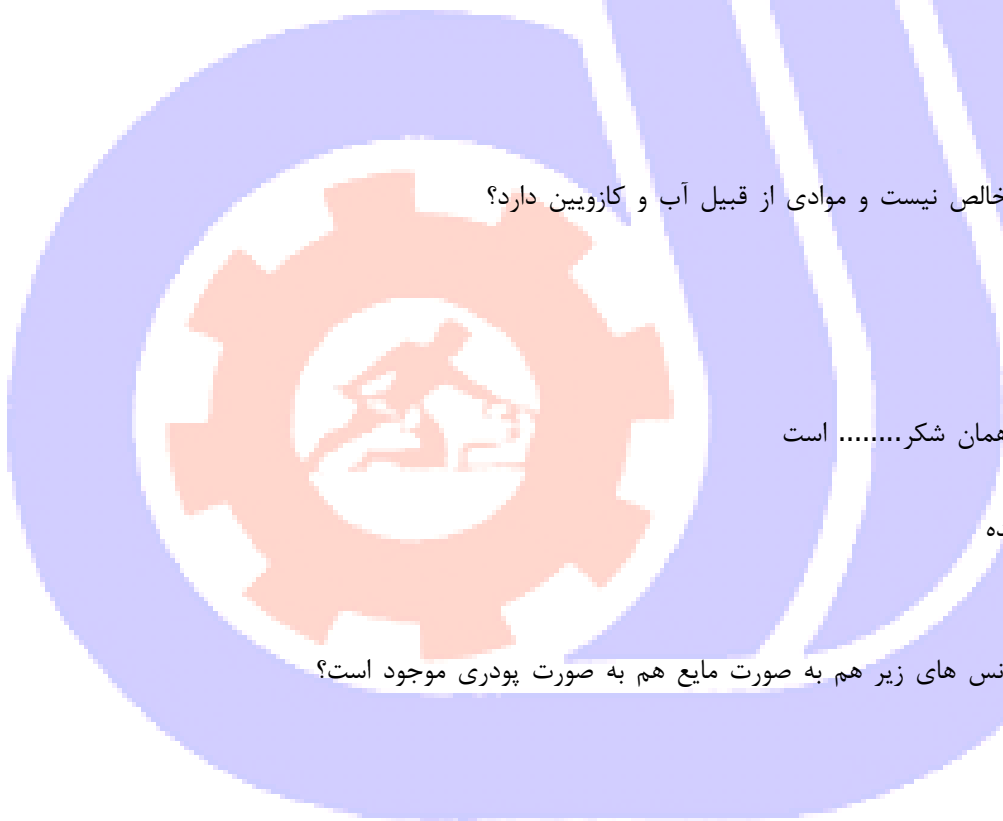 خالص نیست و موادی از قبیل آب و کازویین دارد؟
همان شکر........ است
ده
نس های زیر هم به صورت مایع هم به صورت پودری موجود است؟